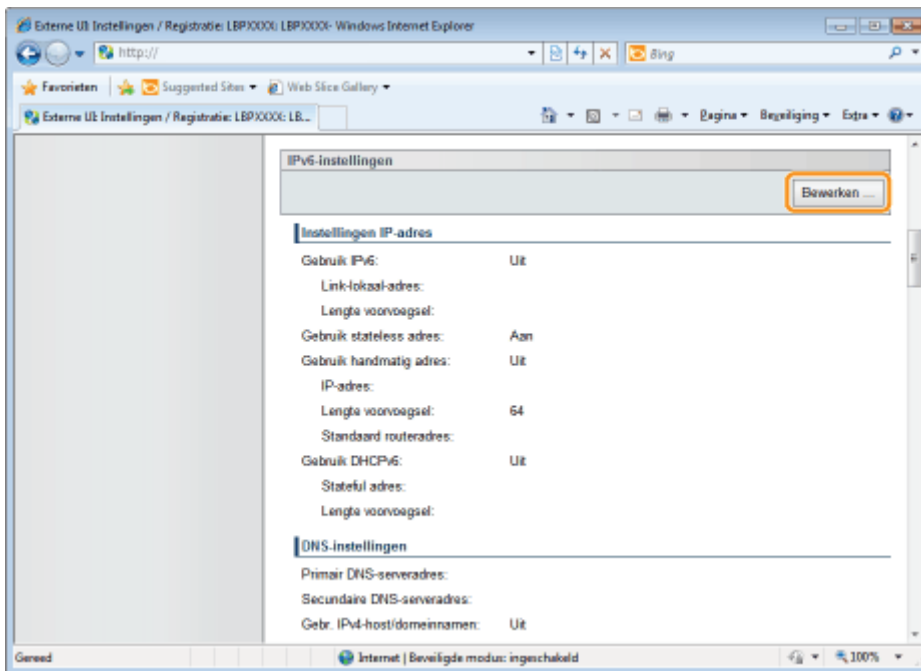 Externe UI: Instellingen / Registratie: LBPXXXX: LBPXXXX- Windows Internet Explorer
http://
Bing
Favorieten
Suggested Sites
Web Slice Gallery
Externe UI: Instellingen / Registratie: LBPXXXX: LB...
Pagina
Beveiliging
Extra
IPv6-instellingen
Bewerken ...
Instellingen IP-adres
Gebruik IPv6: Uit
Link-lokaal-adres:
Lengte voorvoegsel:
Gebruik stateless adres: Aan
Gebruik handmatig adres: Uit
IP-adres:
Lengte voorvoegsel: 64
Standaard routeradres:
Gebruik DHCPv6: Uit
Stateful adres:
Lengte voorvoegsel:
DNS-instellingen
Primair DNS-serveradres:
Secundaire DNS-serveradres:
Gebr. IPv4-host/domeinnamen: Uit
Gereed
Internet | Beveiligde modus: ingeschakeld
100%